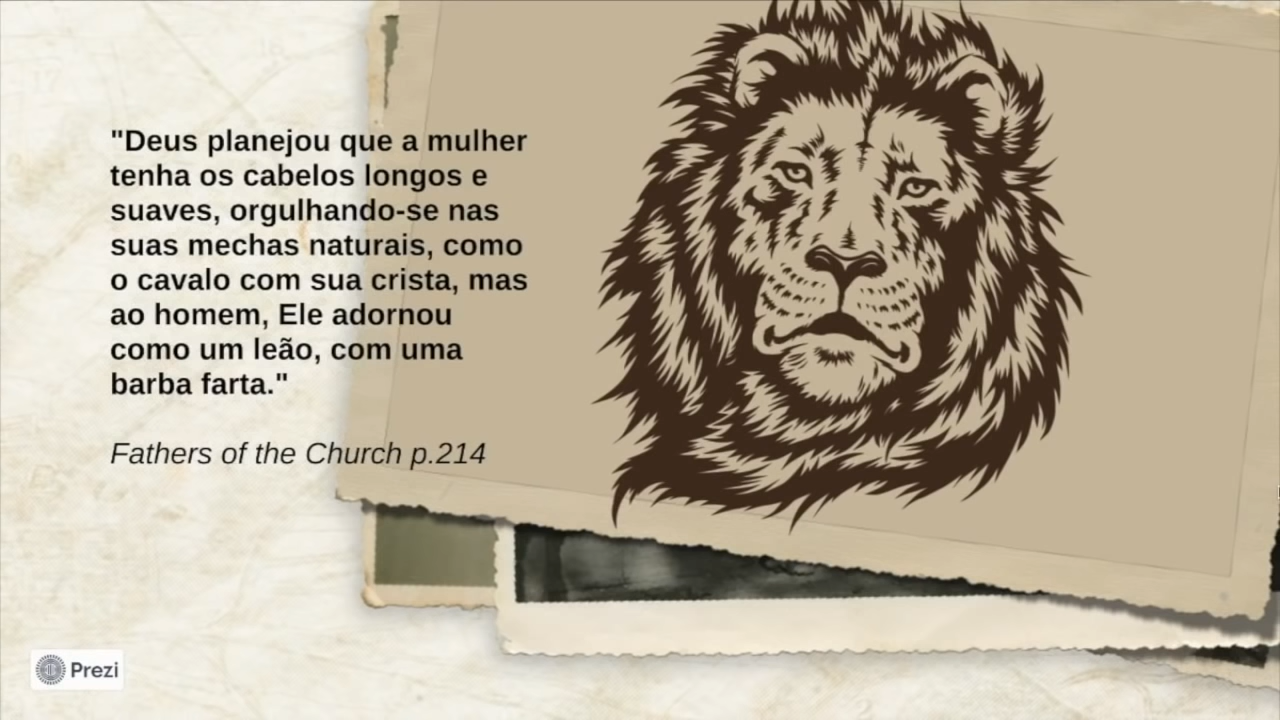 "Deus planejou que a mulher
tenha os cabelos longos e
suaves, orgulhando-se nas
suas mechas naturais, como
o cavalo com sua crista, mas
ao homem, Ele adornou
como um leão, com uma
barba farta."
Fathers of the Church p.214
Prezi